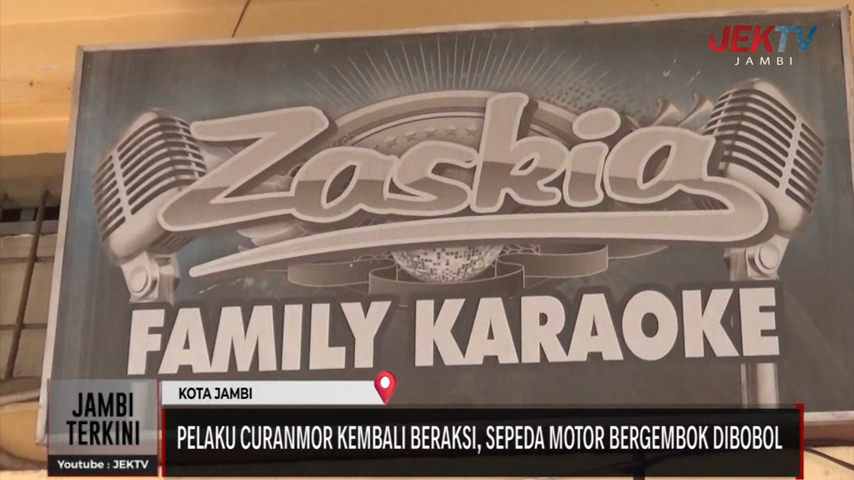 JEKTV
JAMBI
Zaskia
FAMILY KARAOKE
JAMBI
TERKINI
Youtube : JEKTV
KOTA JAMBI
PELAKU CURANMOR KEMBALI BERAKSI, SEPEDA MOTOR BERGEMBOK DIBOBOL